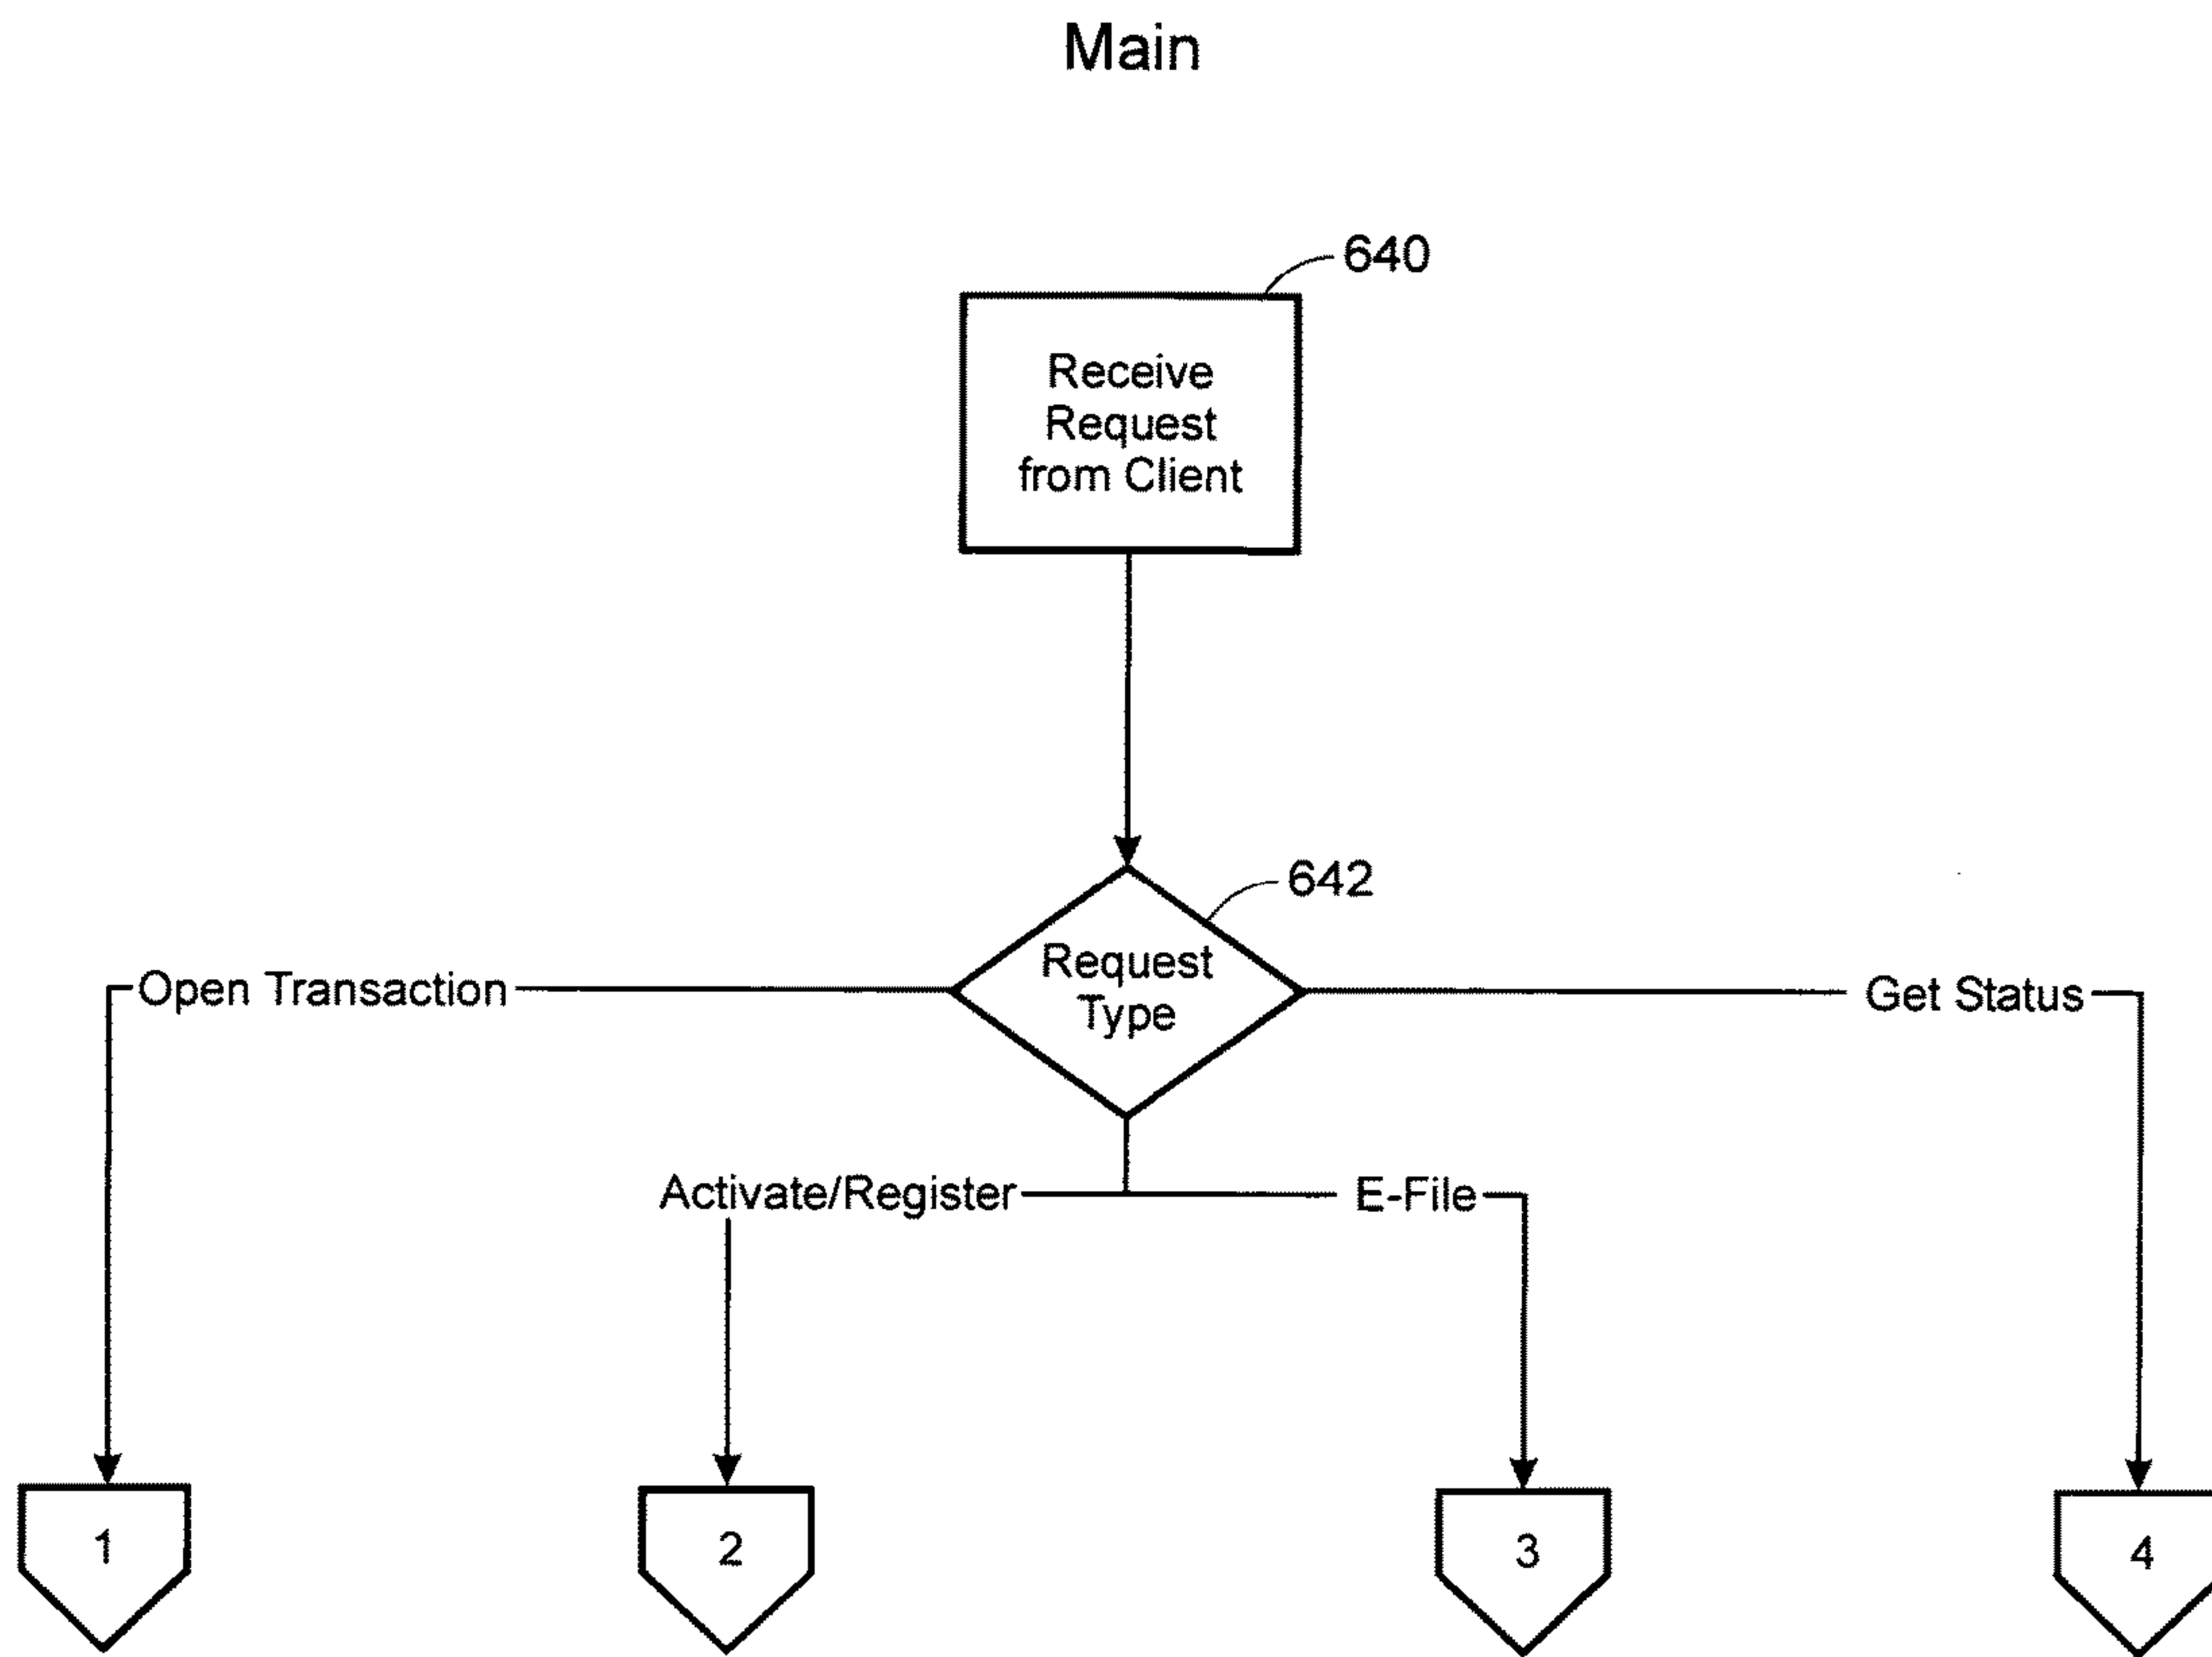 Main
640
Receive
Request
from Client
642
Request
Type
Open Transaction
Get Status
Activate/Register
E-File
1
2
3
4